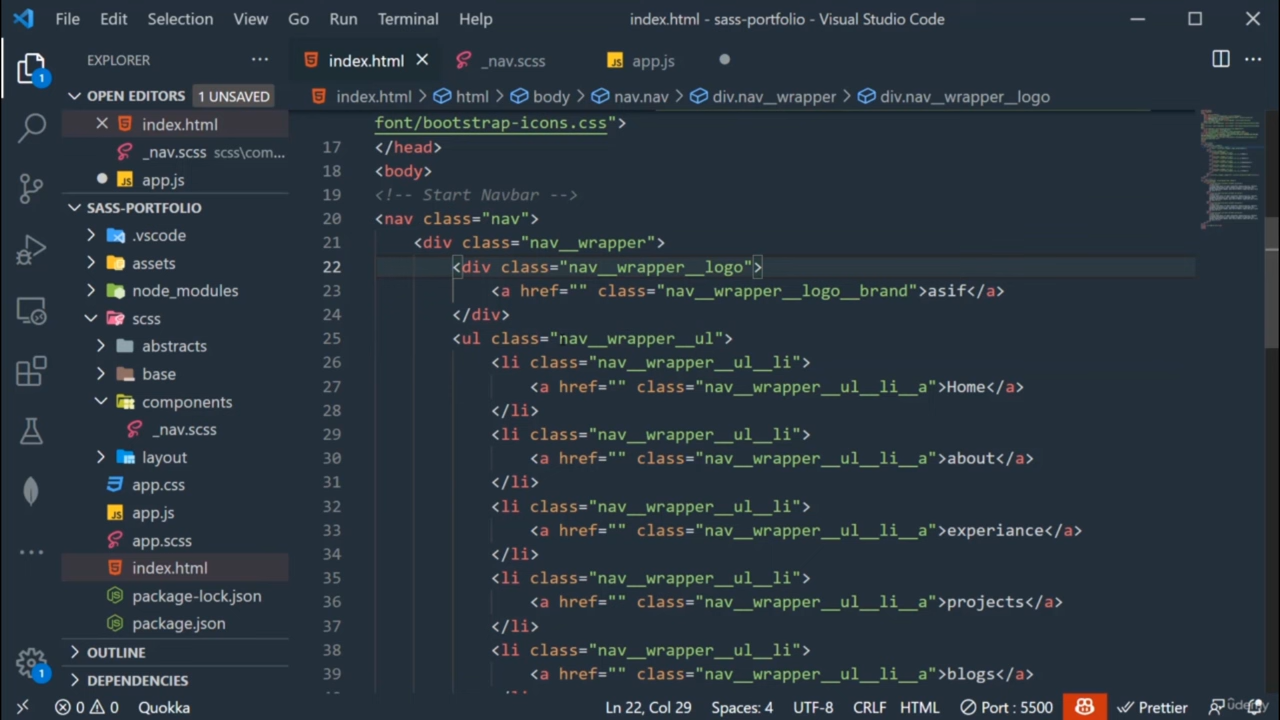 File Edit Selection View Go Run Terminal Help index.html - sass-portfolio - Visual Studio Code
EXPLORER
index.html _nav.scss app.js
OPEN EDITORS 1 UNSAVED
index.html
_nav.scss scss\com...
app.js
SASS-PORTFOLIO
.vscode
assets
node_modules
scss
abstracts
base
components
_nav.scss
layout
app.css
app.js
app.scss
index.html
package-lock.json
package.json
OUTLINE
DEPENDENCIES
1
1
index.html > html > body > nav.nav > div.nav__wrapper > div.nav__wrapper__logo
font/bootstrap-icons.css">
17 </head>
18 <body>
19 <!-- Start Navbar -->
20 <nav class="nav">
21 <div class="nav__wrapper">
22 <div class="nav__wrapper__logo">
23 <a href="" class="nav__wrapper__logo__brand">asif</a>
24 </div>
25 <ul class="nav__wrapper__ul">
26 <li class="nav__wrapper__ul__li">
27 <a href="" class="nav__wrapper__ul__li__a">Home</a>
28 </li>
29 <li class="nav__wrapper__ul__li">
30 <a href="" class="nav__wrapper__ul__li__a">about</a>
31 </li>
32 <li class="nav__wrapper__ul__li">
33 <a href="" class="nav__wrapper__ul__li__a">experiance</a>
34 </li>
35 <li class="nav__wrapper__ul__li">
36 <a href="" class="nav__wrapper__ul__li__a">projects</a>
37 </li>
38 <li class="nav__wrapper__ul__li">
39 <a href="" class="nav__wrapper__ul__li__a">blogs</a>
0 0 Quokka Ln 22, Col 29 Spaces: 4 UTF-8 CRLF HTML Port : 5500 Prettier
udemy